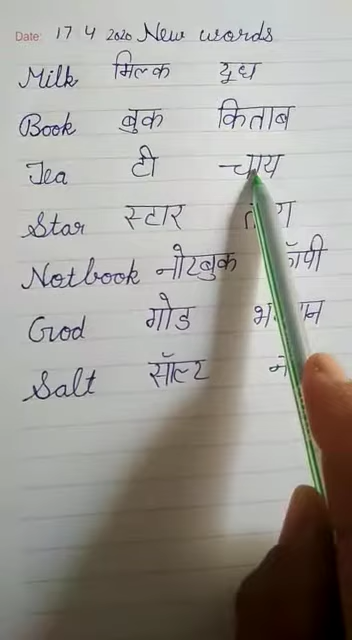 Date: 17 4 2020 New words
Milk मिल्क दूध
Book बुक किताब
Tea टी चाय
Star स्टार
Notbook नोटबुक
God गोड
Salt सॉल्ट